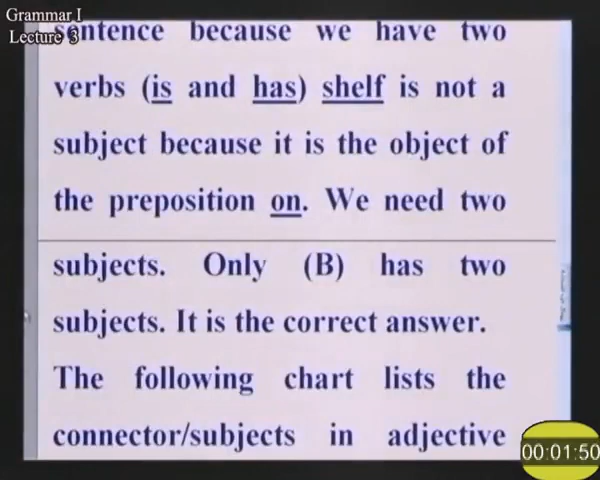 Grammar I
Lecture 3
sentence because we have two
verbs (is and has) shelf is not a
subject because it is the object of
the preposition on. We need two
subjects. Only (B) has two
subjects. It is the correct answer.
The following chart lists the
connector/subjects in adjective
00:01:50